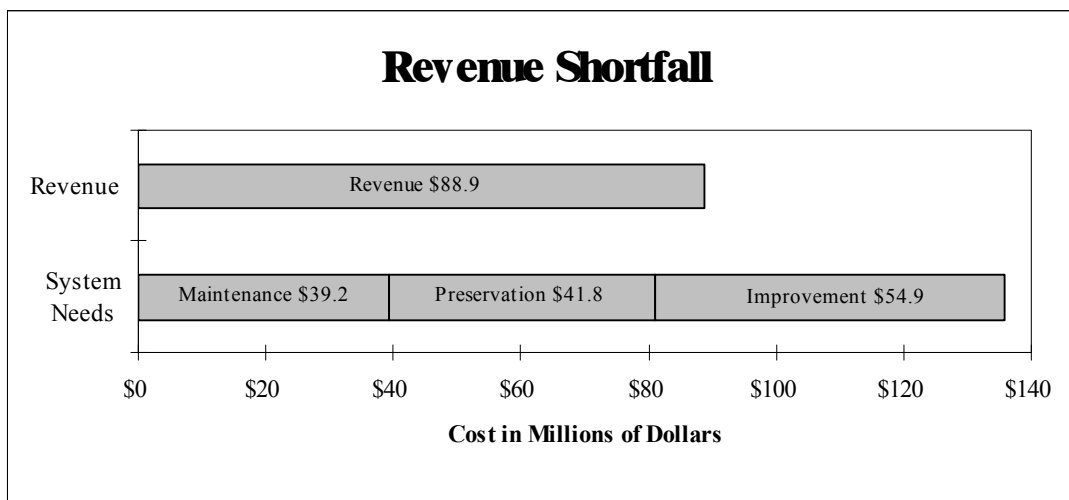 Revenue Shortfall
Revenue
Revenue $88.9
System
Needs
Maintenance $39.2
Preservation $41.8
Improvement $54.9
$0
$20
$40
$60
$80
$100
$120
$140
Cost in Millions of Dollars